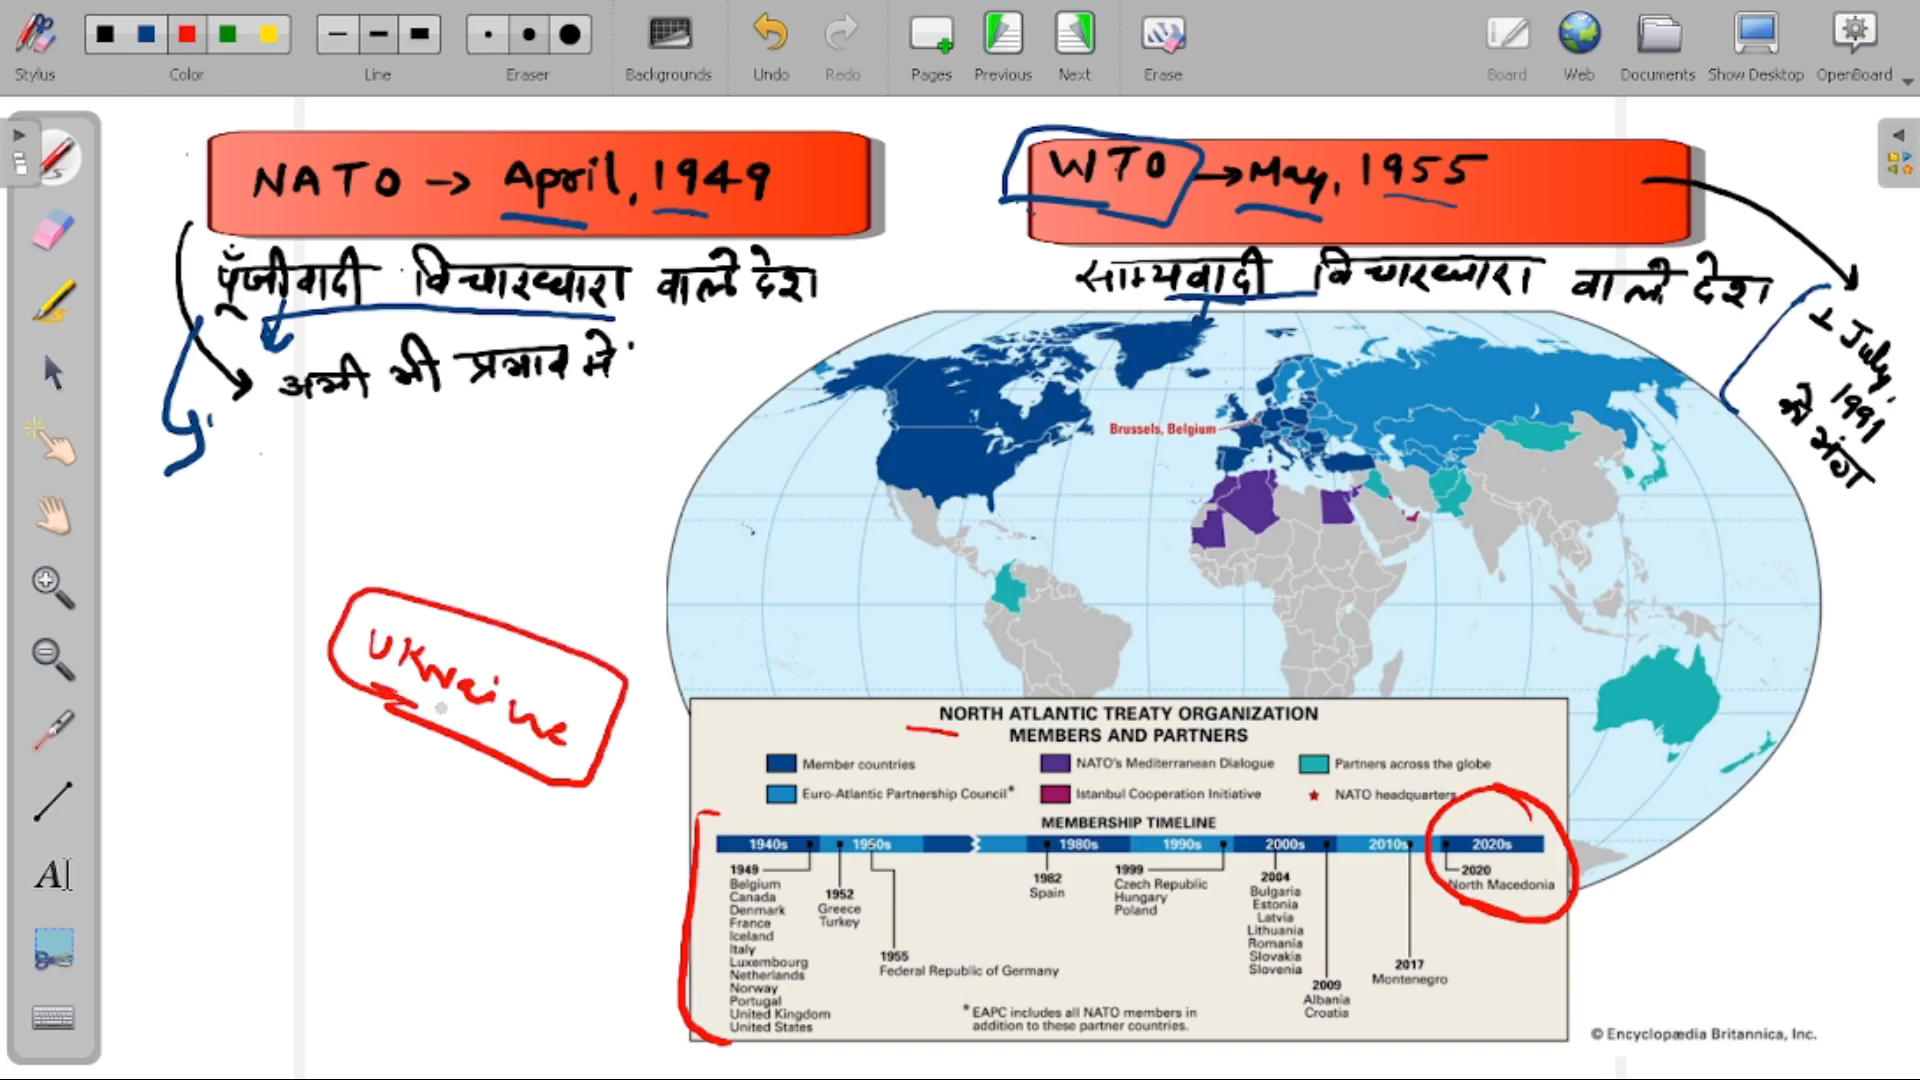 Stylus
Color
Line
Eraser
Backgrounds
Undo
Redo
Pages
Previous
Next
Erase
Board
Web
Documents
Show Desktop
OpenBoard
NATO → April, 1949
WTO → May, 1955
पूँजीवादी विचारध्यारा वाले देश
साम्यवादी विचारध्यारा वाले देश
अभी भी प्रभाव में
1 July,
1991
को भंग
Ukraine
Brussels, Belgium
NORTH ATLANTIC TREATY ORGANIZATION
MEMBERS AND PARTNERS
Member countries
NATO's Mediterranean Dialogue
Partners across the globe
Euro-Atlantic Partnership Council*
Istanbul Cooperation Initiative
★ NATO headquarters
MEMBERSHIP TIMELINE
1940s 1950s 1980s 1990s 2000s 2010s 2020s
1949
Belgium
Canada
Denmark
France
Iceland
Italy
Luxembourg
Netherlands
Norway
Portugal
United Kingdom
United States
1952
Greece
Turkey
1955
Federal Republic of Germany
1982
Spain
1999
Czech Republic
Hungary
Poland
2004
Bulgaria
Estonia
Latvia
Lithuania
Romania
Slovakia
Slovenia
2009
Albania
Croatia
2017
Montenegro
2020
North Macedonia
* EAPC includes all NATO members in
addition to these partner countries.
© Encyclopædia Britannica, Inc.